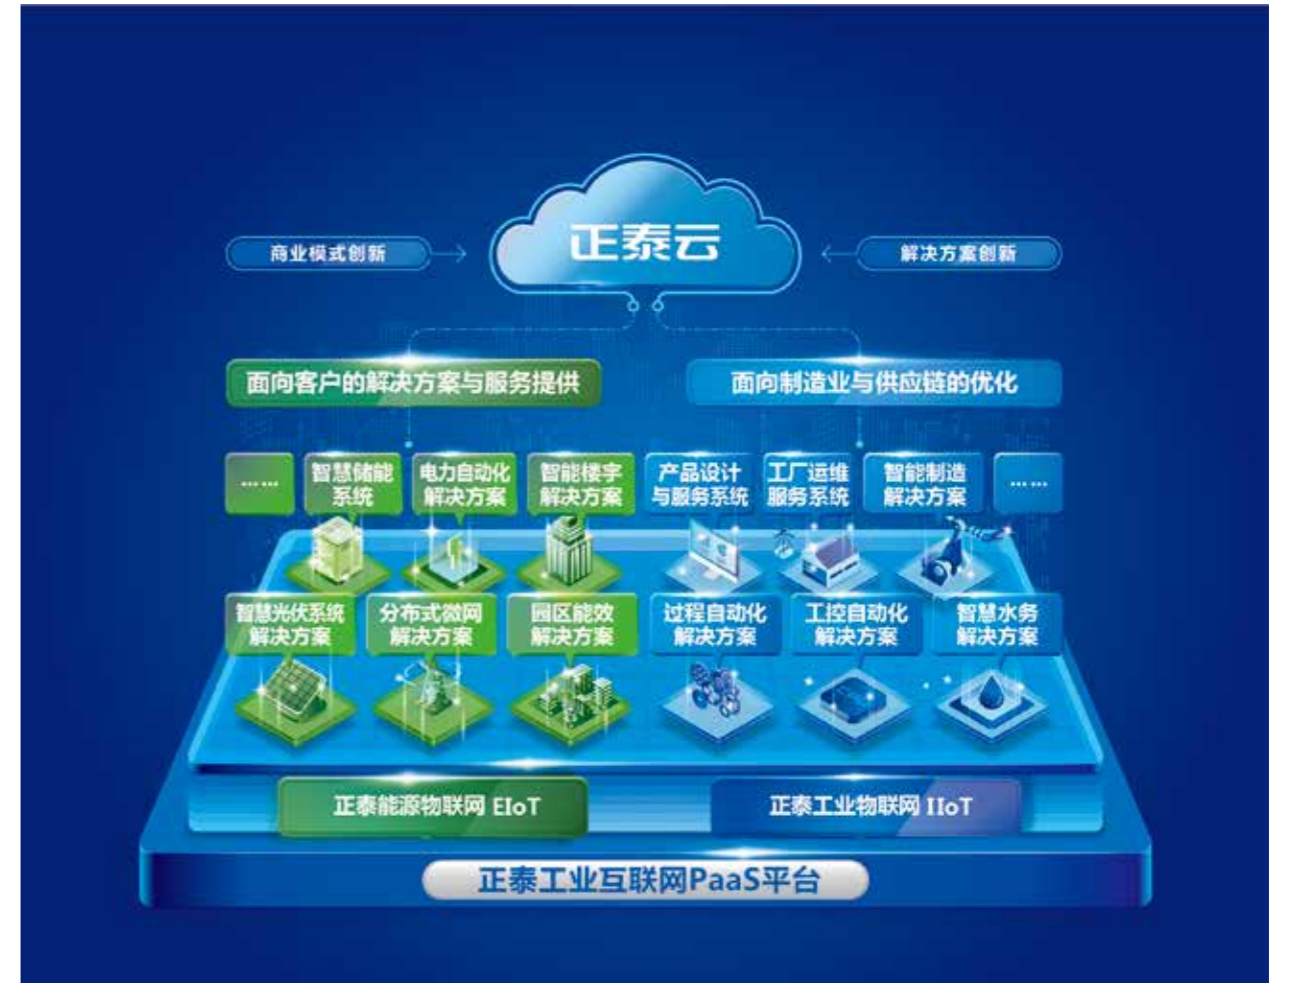 正泰云
商业模式创新
解决方案创新
面向客户的解决方案与服务提供
面向制造业与供应链的优化
……
智慧储能
系统
电力自动化
解决方案
智能楼宇
解决方案
产品设计
与服务系统
工厂运维
服务系统
智能制造
解决方案
……
智慧光伏系统
解决方案
分布式微网
解决方案
园区能效
解决方案
过程自动化
解决方案
工控自动化
解决方案
智慧水务
解决方案
正泰能源物联网 EIoT
正泰工业物联网 IIoT
正泰工业互联网PaaS平台